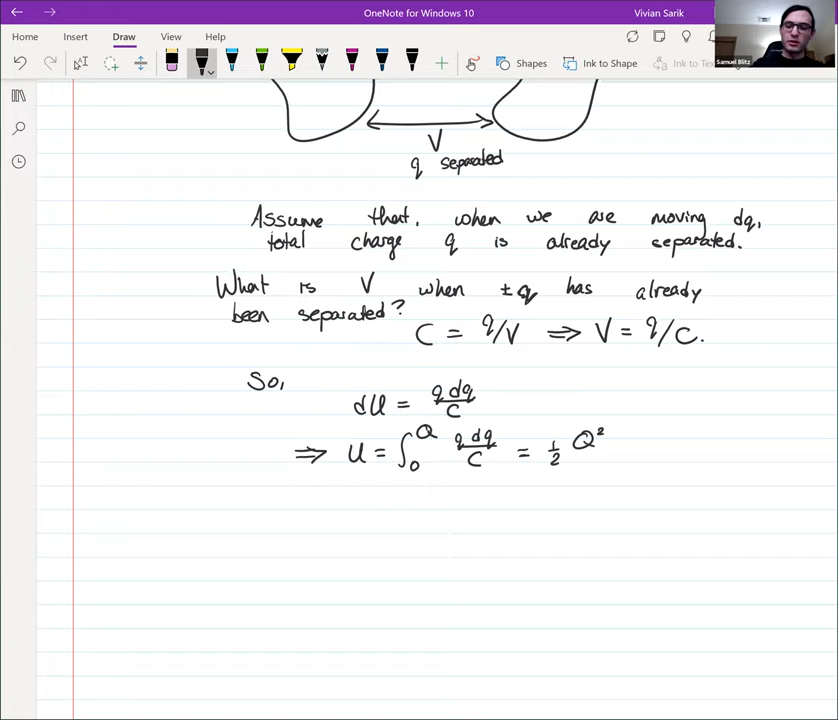 OneNote for Windows 10
Vivian Sarik
Home Insert Draw View Help
Shapes Ink to Shape Ink to
Samuel Blitz
V
q separated
Assume that, when we are moving dq,
total charge q is already separated.
What is V when ±q has already
been separated?
C = q/V ⟹ V = q/C.
So,
dU = q dq/C
⟹ U = ∫₀^Q q dq/C = 1/2 Q²